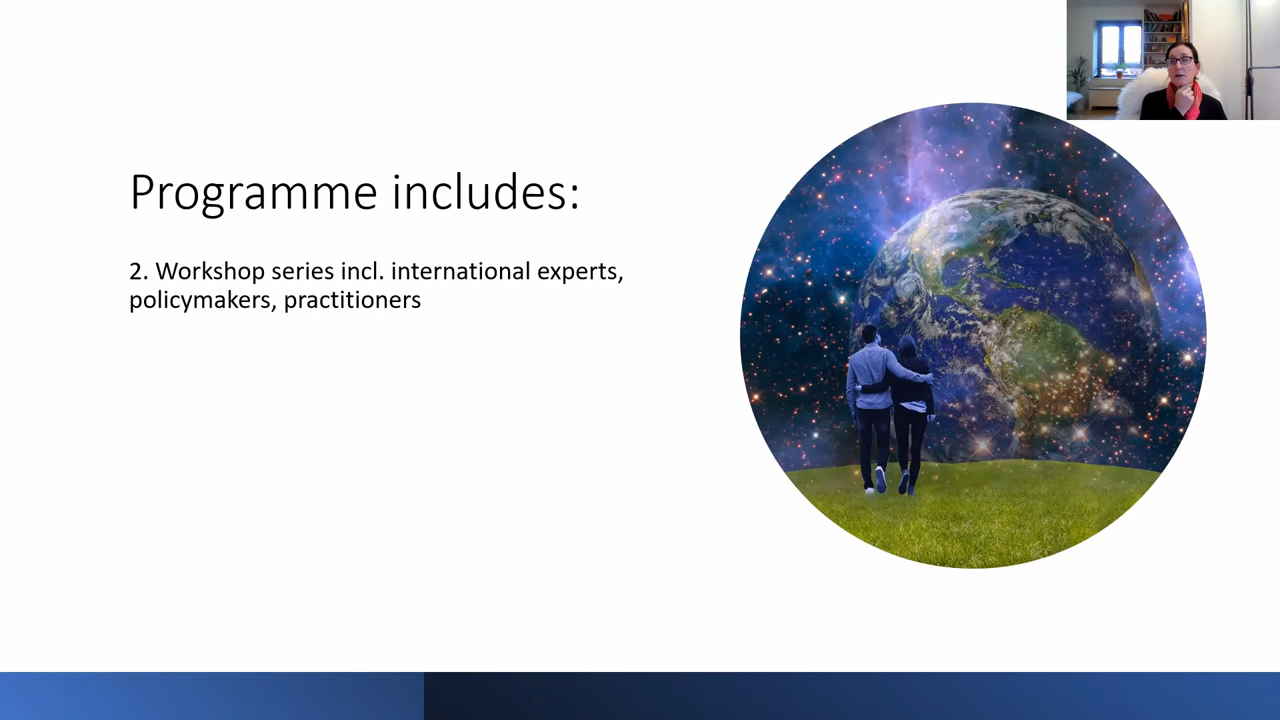 Programme includes:
2. Workshop series incl. international experts,
policymakers, practitioners